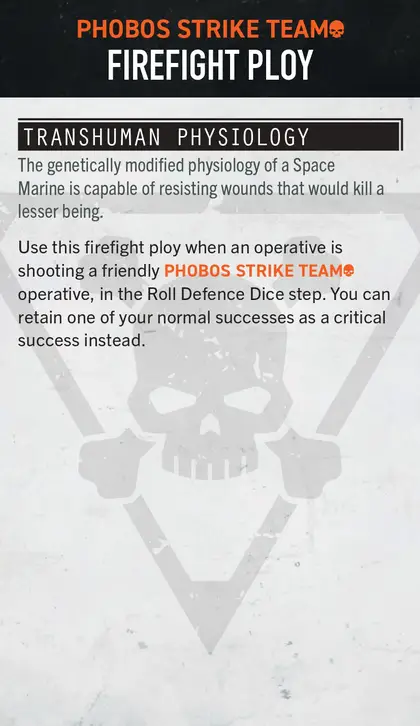 PHOBOS STRIKE TEAM
FIREFIGHT PLOY
TRANSHUMAN PHYSIOLOGY
The genetically modified physiology of a Space
Marine is capable of resisting wounds that would kill a
lesser being.
Use this firefight ploy when an operative is
shooting a friendly PHOBOS STRIKE TEAM
operative, in the Roll Defence Dice step. You can
retain one of your normal successes as a critical
success instead.